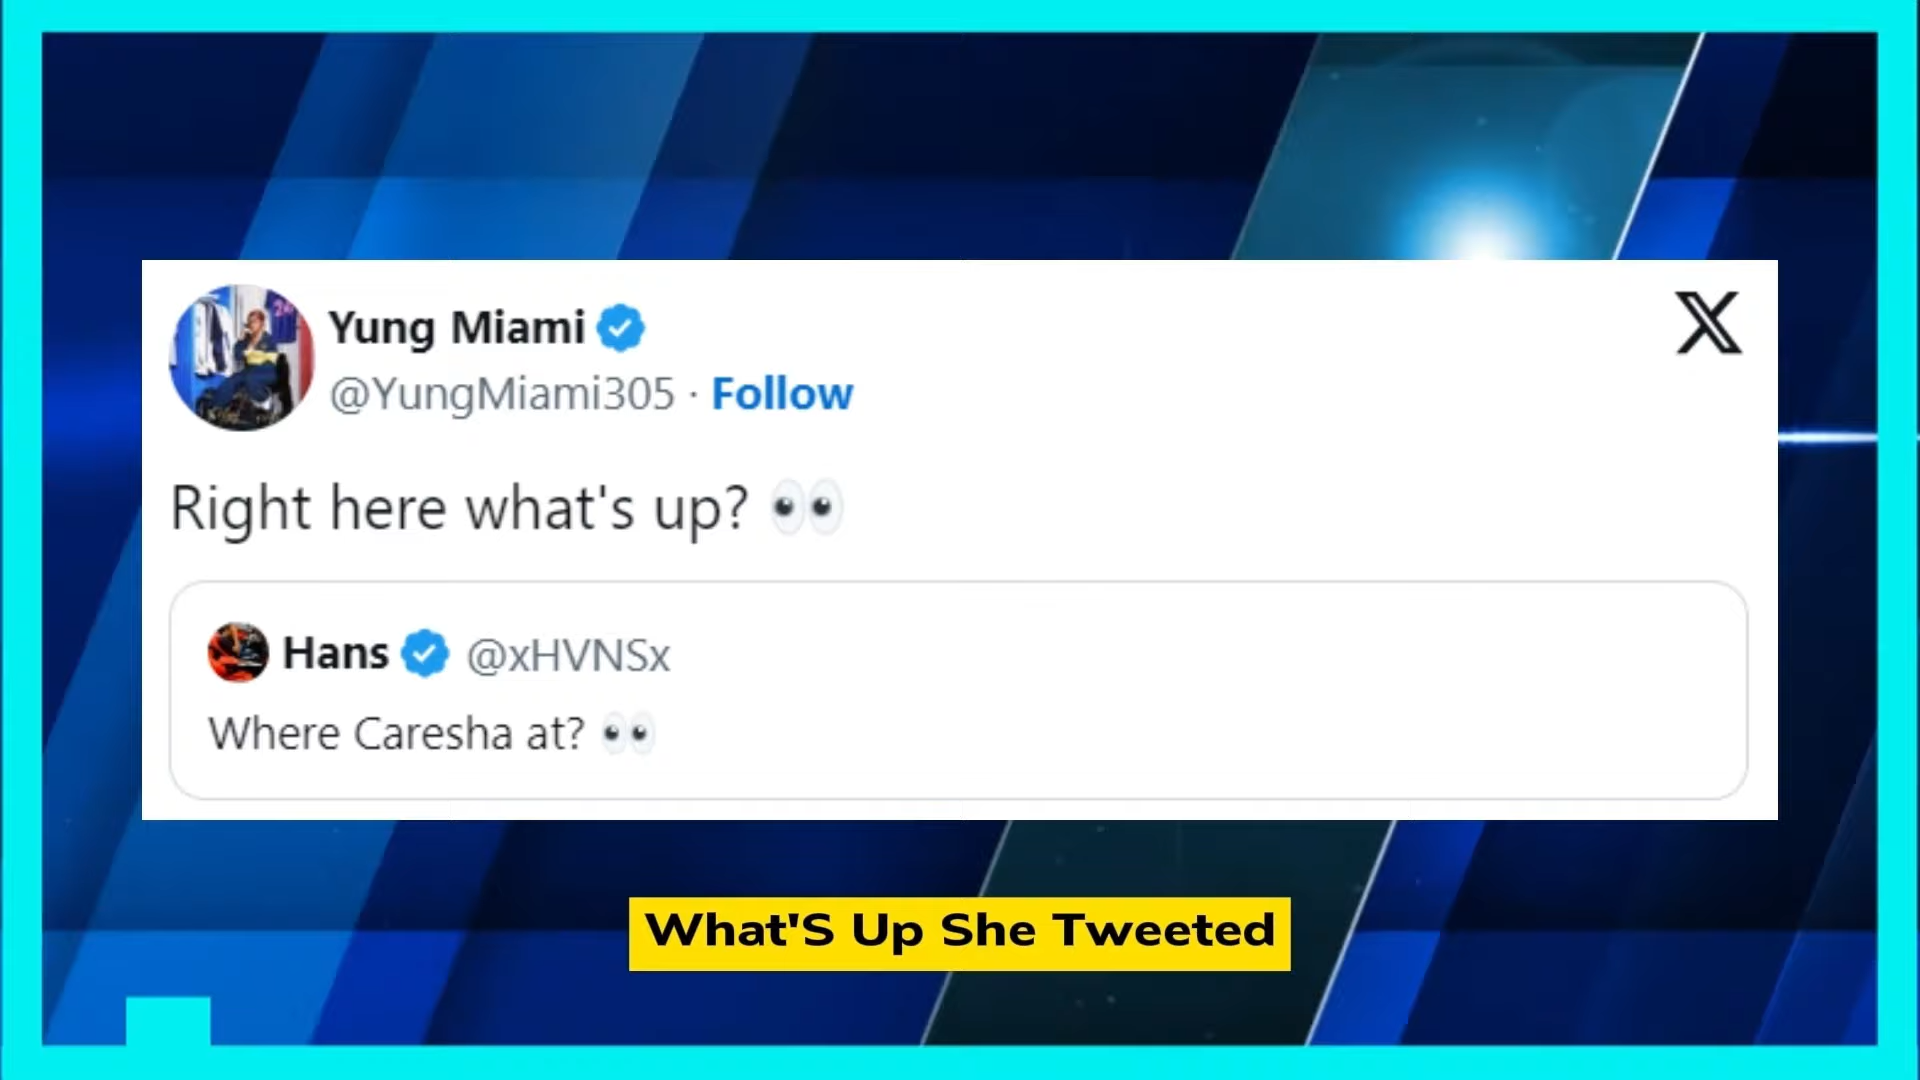 Yung Miami
@YungMiami305 · Follow
Right here what's up? 👀
Hans @xHVNSx
Where Caresha at? 👀
What'S Up She Tweeted